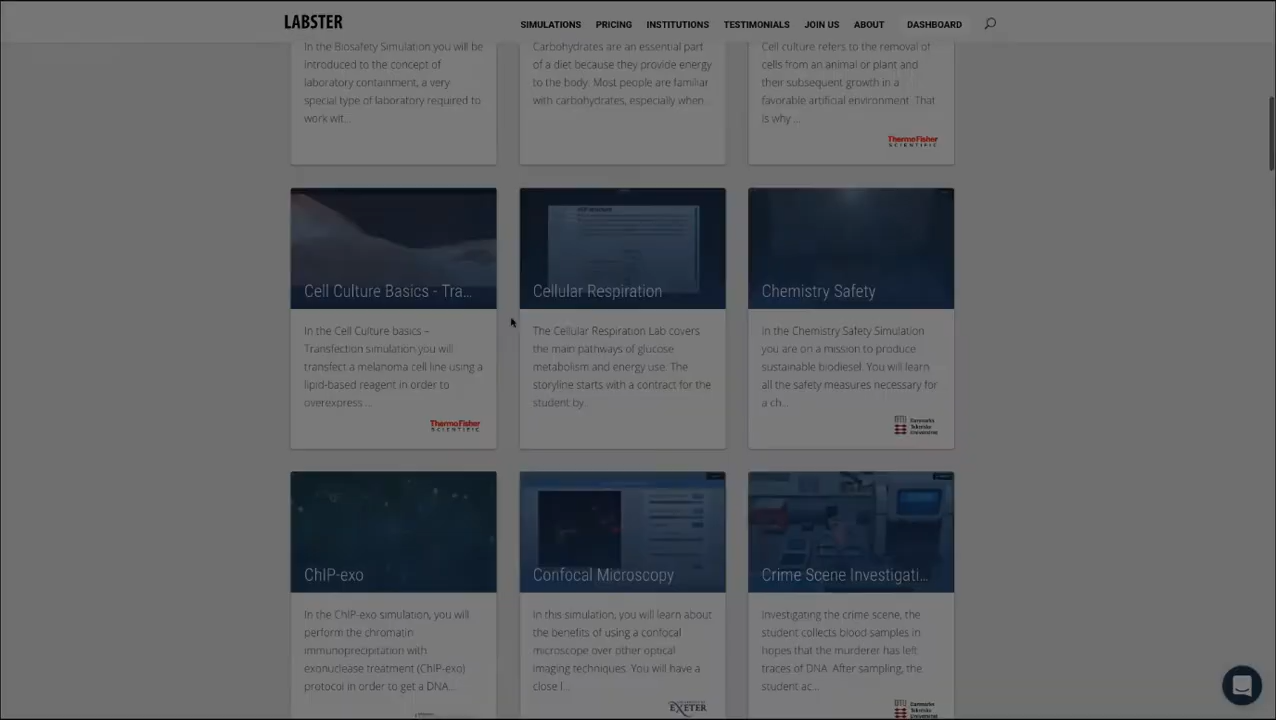 LABSTER
SIMULATIONS PRICING INSTITUTIONS TESTIMONIALS JOIN US ABOUT DASHBOARD
In the Biosafety Simulation you will be
introduced to the concept of
laboratory containment, a very
special type of laboratory required to
work wit...
Carbohydrates are an essential part
of a diet because they provide energy
to the body. Most people are familiar
with carbohydrates, especially when...
Cell culture refers to the removal of
cells from an animal or plant and
their subsequent growth in a
favorable artificial environment. That
is why ...
ThermoFisher
SCIENTIFIC
Cell Culture Basics - Tra...
In the Cell Culture basics –
Transfection simulation you will
transfect a melanoma cell line using a
lipid-based reagent in order to
overexpress ...
ThermoFisher
SCIENTIFIC
Cellular Respiration
The Cellular Respiration Lab covers
the main pathways of glucose
metabolism and energy use. The
storyline starts with a contract for the
student by...
Chemistry Safety
In the Chemistry Safety Simulation
you are on a mission to produce
sustainable biodiesel. You will learn
all the safety measures necessary for
a ch...
DTU
Danmarks
Tekniske
Universitet
ChIP-exo
In the ChIP-exo simulation, you will
perform the chromatin
immunoprecipitation with
exonuclease treatment (ChIP-exo)
protocol in order to get a DNA...
Confocal Microscopy
In this simulation, you will learn about
the benefits of using a confocal
microscope over other optical
imaging techniques. You will have a
close l...
EXETER
Crime Scene Investigati...
Investigating the crime scene, the
student collects blood samples in
hopes that the murderer has left
traces of DNA. After sampling, the
student ac...
DTU
Danmarks
Tekniske